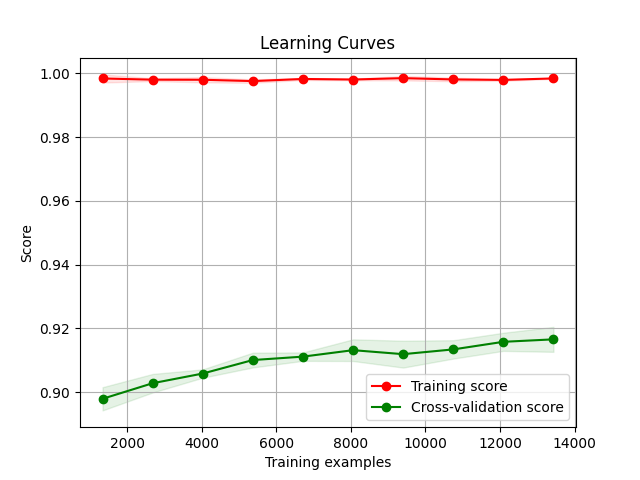 Learning Curves
1.00
0.98
0.96
0.94
0.92
0.90
Score
Training score
Cross-validation score
2000 4000 6000 8000 10000 12000 14000
Training examples